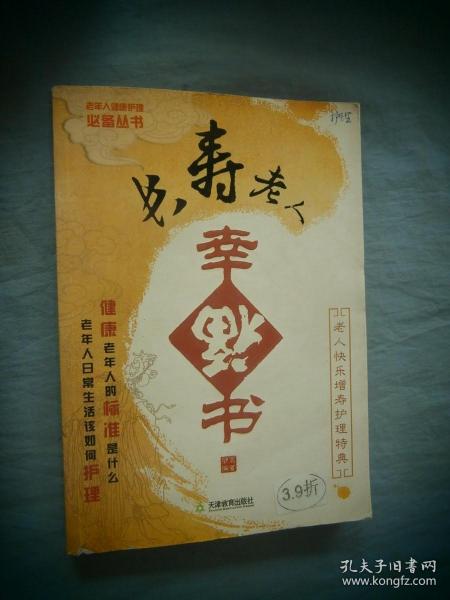 老年人健康护理
必备丛书
寿老人
幸福书
健康老年人的标准是什么
老年人日常生活该如何护理
老人快乐增寿护理特典
天津教育出版社
3.9折
孔夫子旧书网
www.kongfz.com